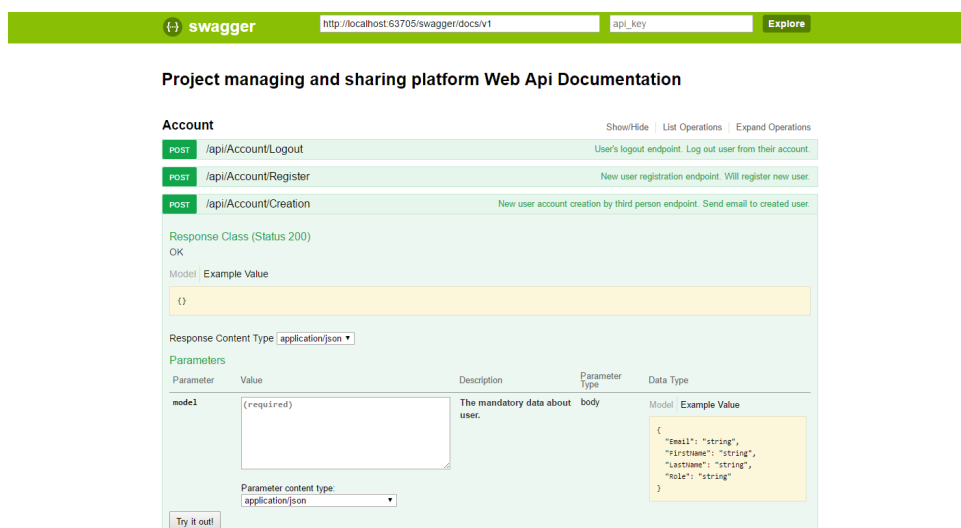 {··} swagger http://localhost:63705/swagger/docs/v1 api_key Explore
Project managing and sharing platform Web Api Documentation
Account Show/Hide List Operations Expand Operations
POST /api/Account/Logout User's logout endpoint. Log out user from their account.
POST /api/Account/Register New user registration endpoint. Will register new user.
POST /api/Account/Creation New user account creation by third person endpoint. Send email to created user.
Response Class (Status 200)
OK
Model Example Value
{}
Response Content Type application/json
Parameters
Parameter Value Description Parameter Type Data Type
model (required) The mandatory data about user. body Model Example Value
{
"Email": "string",
"FirstName": "string",
"LastName": "string",
"Role": "string"
}
Parameter content type:
application/json
Try it out!